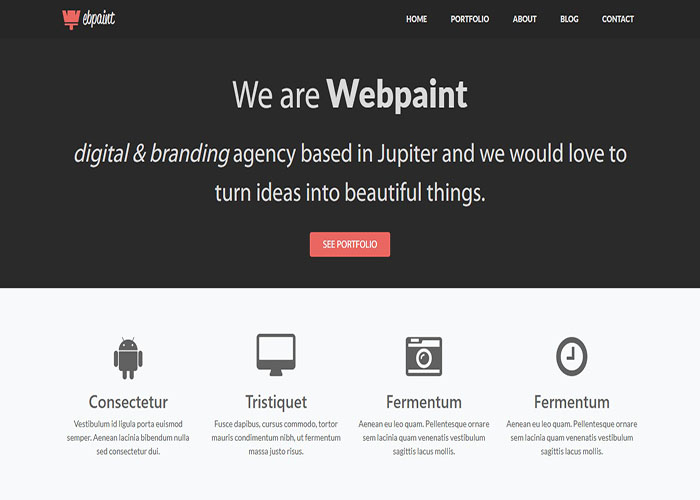 ebpaint
HOME PORTFOLIO ABOUT BLOG CONTACT
We are Webpaint
digital & branding agency based in Jupiter and we would love to
turn ideas into beautiful things.
SEE PORTFOLIO
Consectetur
Vestibulum id ligula porta euismod
semper. Aenean lacinia bibendum nulla
sed consectetur dui.
Tristiquet
Fusce dapibus, cursus commodo, tortor
mauris condimentum nibh, ut fermentum
massa justo risus.
Fermentum
Aenean eu leo quam. Pellentesque ornare
sem lacinia quam venenatis vestibulum
sagittis lacus mollis.
Fermentum
Aenean eu leo quam. Pellentesque ornare
sem lacinia quam venenatis vestibulum
sagittis lacus mollis.